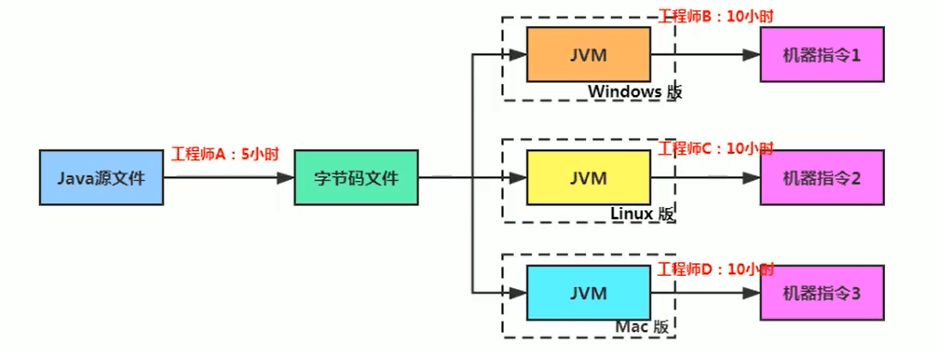 工程师B：10小时
JVM
机器指令1
Windows 版
工程师A：5小时
工程师C：10小时
Java源文件
字节码文件
JVM
机器指令2
Linux 版
工程师D：10小时
JVM
机器指令3
Mac 版